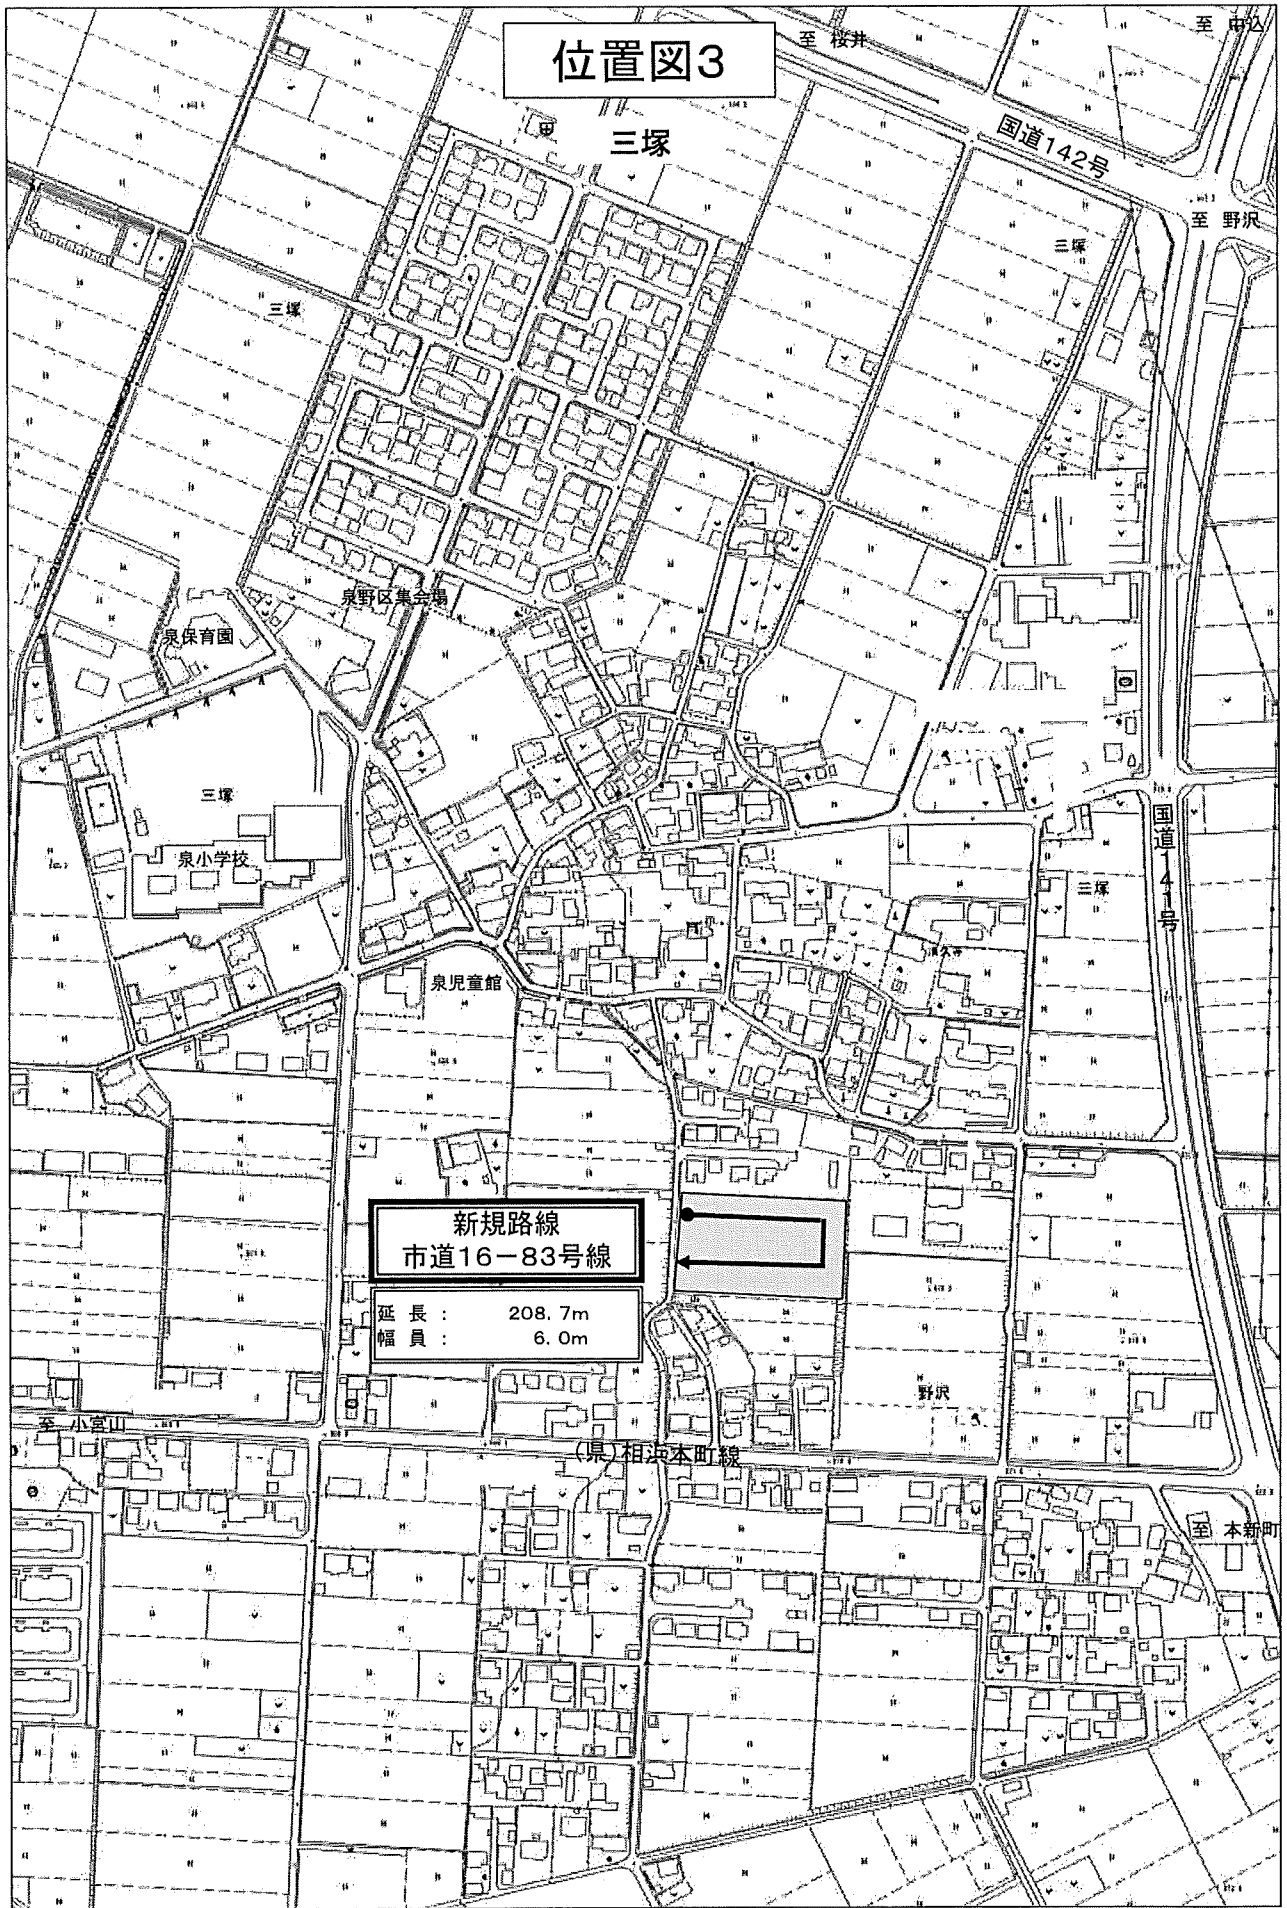 位置図3
至 桜井
至 中込
三塚
国道142号
至 野沢
三塚
三塚
泉野区集会場
泉保育園
三塚
国道141号
泉小学校
三塚
泉児童館
新規路線
市道16－83号線
延 長 ： 208.7m
幅 員 ： 6.0m
野沢
至 小宮山
(県)相浜本町線
至 本新町